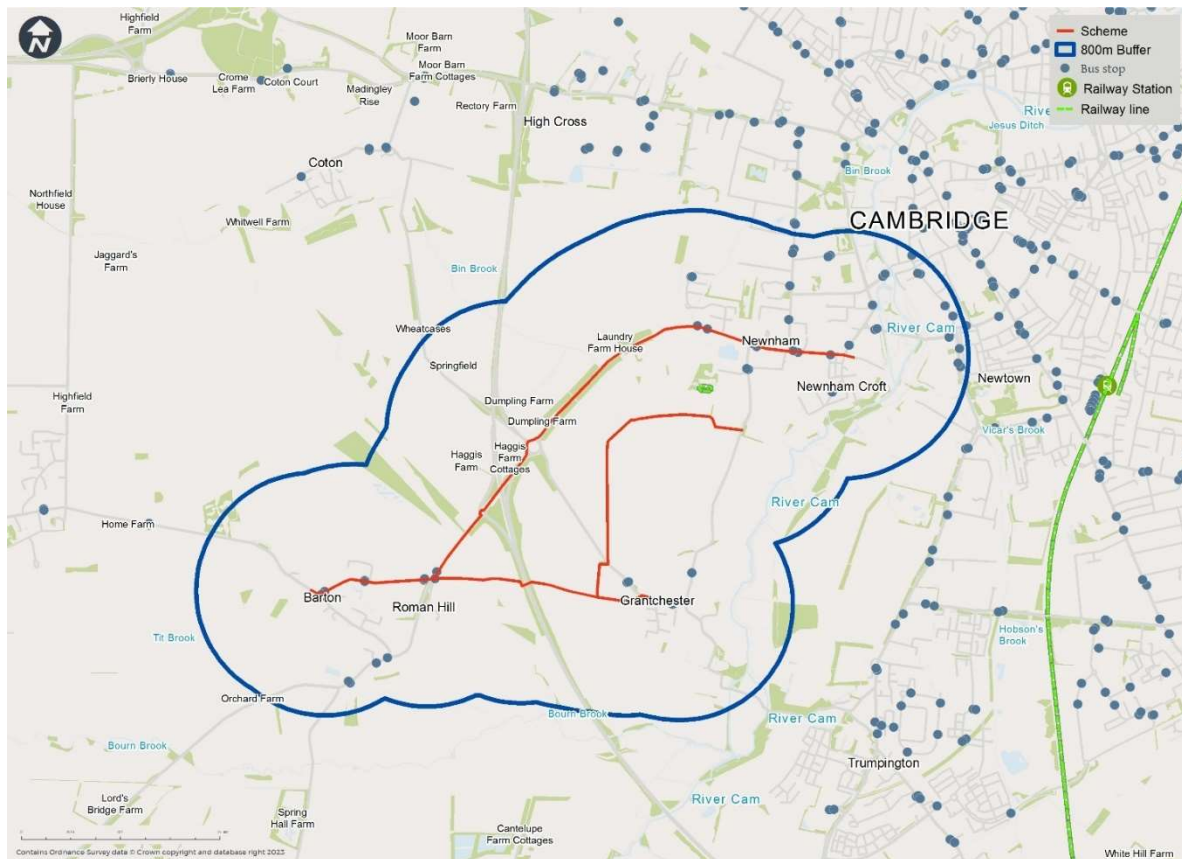 Highfield
Farm
Moor Barn
Farm
Brierly House
Crome
Lea Farm
Coton Court
Moor Barn
Farm Cottages
Madingley
Rise
Rectory Farm
High Cross
Coton
Northfield
House
Whitwell Farm
Jaggard's
Farm
Bin Brook
Wheatcases
Springfield
Highfield
Farm
Home Farm
N
Scheme
800m Buffer
Bus stop
Railway Station
Railway line
River
Jesus Ditch
Bin Brook
CAMBRIDGE
River Cam
Laundry
Farm House
Newnham
Newnham Croft
Newtown
Vicar's Brook
Dumpling Farm
Dumpling Farm
Haggis
Farm
Haggis
Farm
Cottages
River Cam
Barton
Roman Hill
Grantchester
Tit Brook
Hobson's
Brook
Orchard Farm
Bourn Brook
Bourn Brook
River Cam
Trumpington
River Cam
Lord's
Bridge Farm
Spring
Hall Farm
Cantelupe
Farm Cottages
White Hill Farm
Contains Ordnance Survey data © Crown copyright and database right 2023